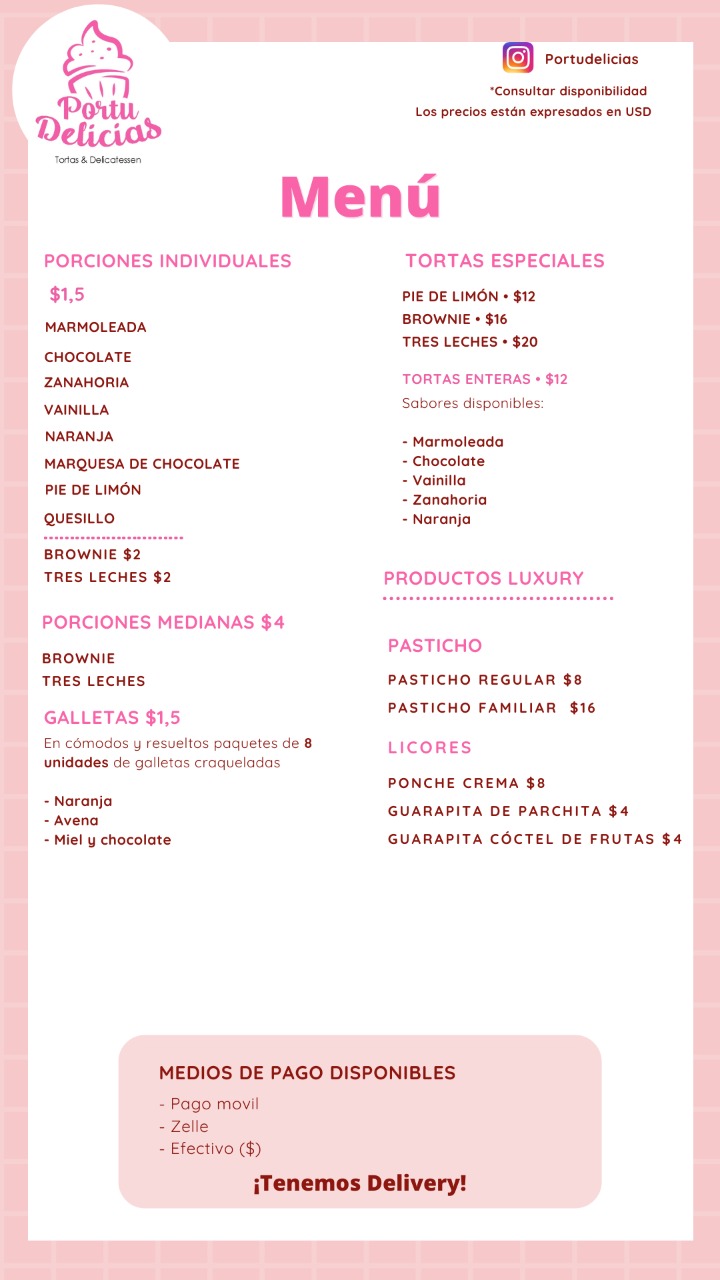 Portu
Delicias
Tortas & Delicatessen
Portudelicias
*Consultar disponibilidad
Los precios están expresados en USD
Menú
PORCIONES INDIVIDUALES
$1,5
MARMOLEADA
CHOCOLATE
ZANAHORIA
VAINILLA
NARANJA
MARQUESA DE CHOCOLATE
PIE DE LIMÓN
QUESILLO
BROWNIE $2
TRES LECHES $2
PORCIONES MEDIANAS $4
BROWNIE
TRES LECHES
GALLETAS $1,5
En cómodos y resueltos paquetes de 8
unidades de galletas craqueladas
- Naranja
- Avena
- Miel y chocolate
TORTAS ESPECIALES
PIE DE LIMÓN • $12
BROWNIE • $16
TRES LECHES • $20
TORTAS ENTERAS • $12
Sabores disponibles:
- Marmoleada
- Chocolate
- Vainilla
- Zanahoria
- Naranja
PRODUCTOS LUXURY
PASTICHO
PASTICHO REGULAR $8
PASTICHO FAMILIAR $16
LICORES
PONCHE CREMA $8
GUARAPITA DE PARCHITA $4
GUARAPITA CÓCTEL DE FRUTAS $4
MEDIOS DE PAGO DISPONIBLES
- Pago movil
- Zelle
- Efectivo ($)
¡Tenemos Delivery!